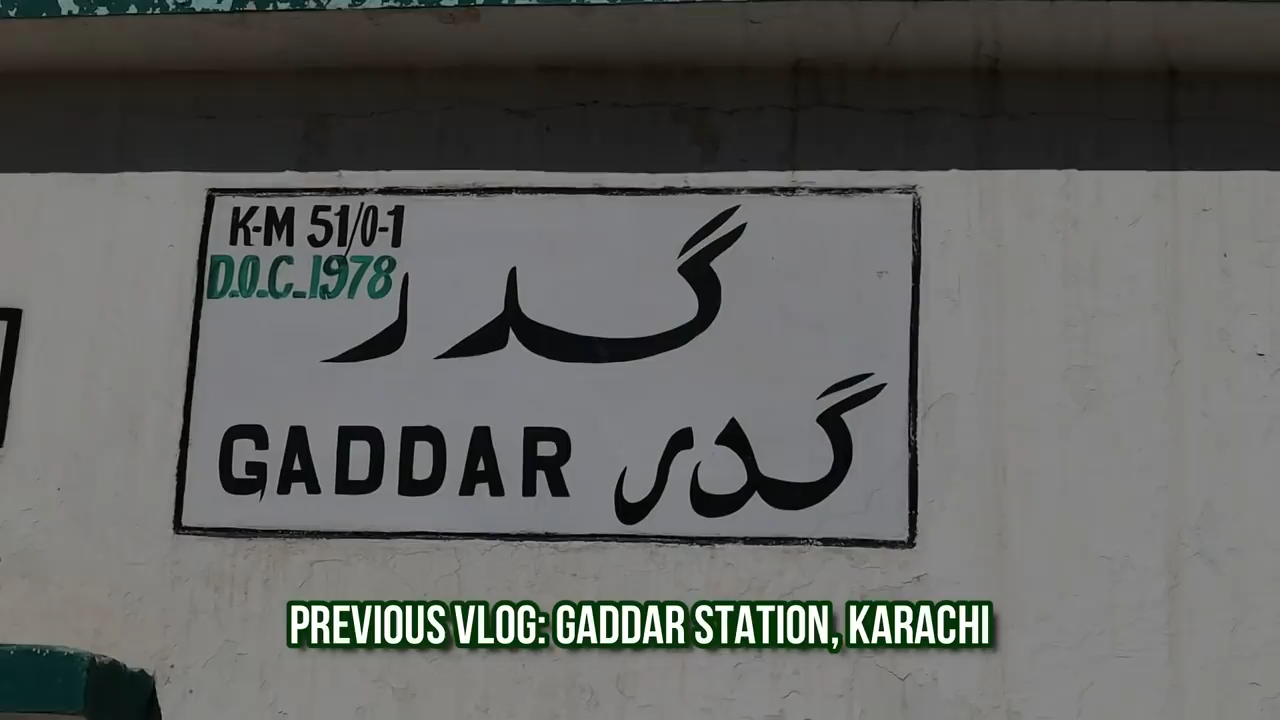 K-M 51/0-1
D.O.C.1978
گدر
GADDAR گدر
PREVIOUS VLOG: GADDAR STATION, KARACHI